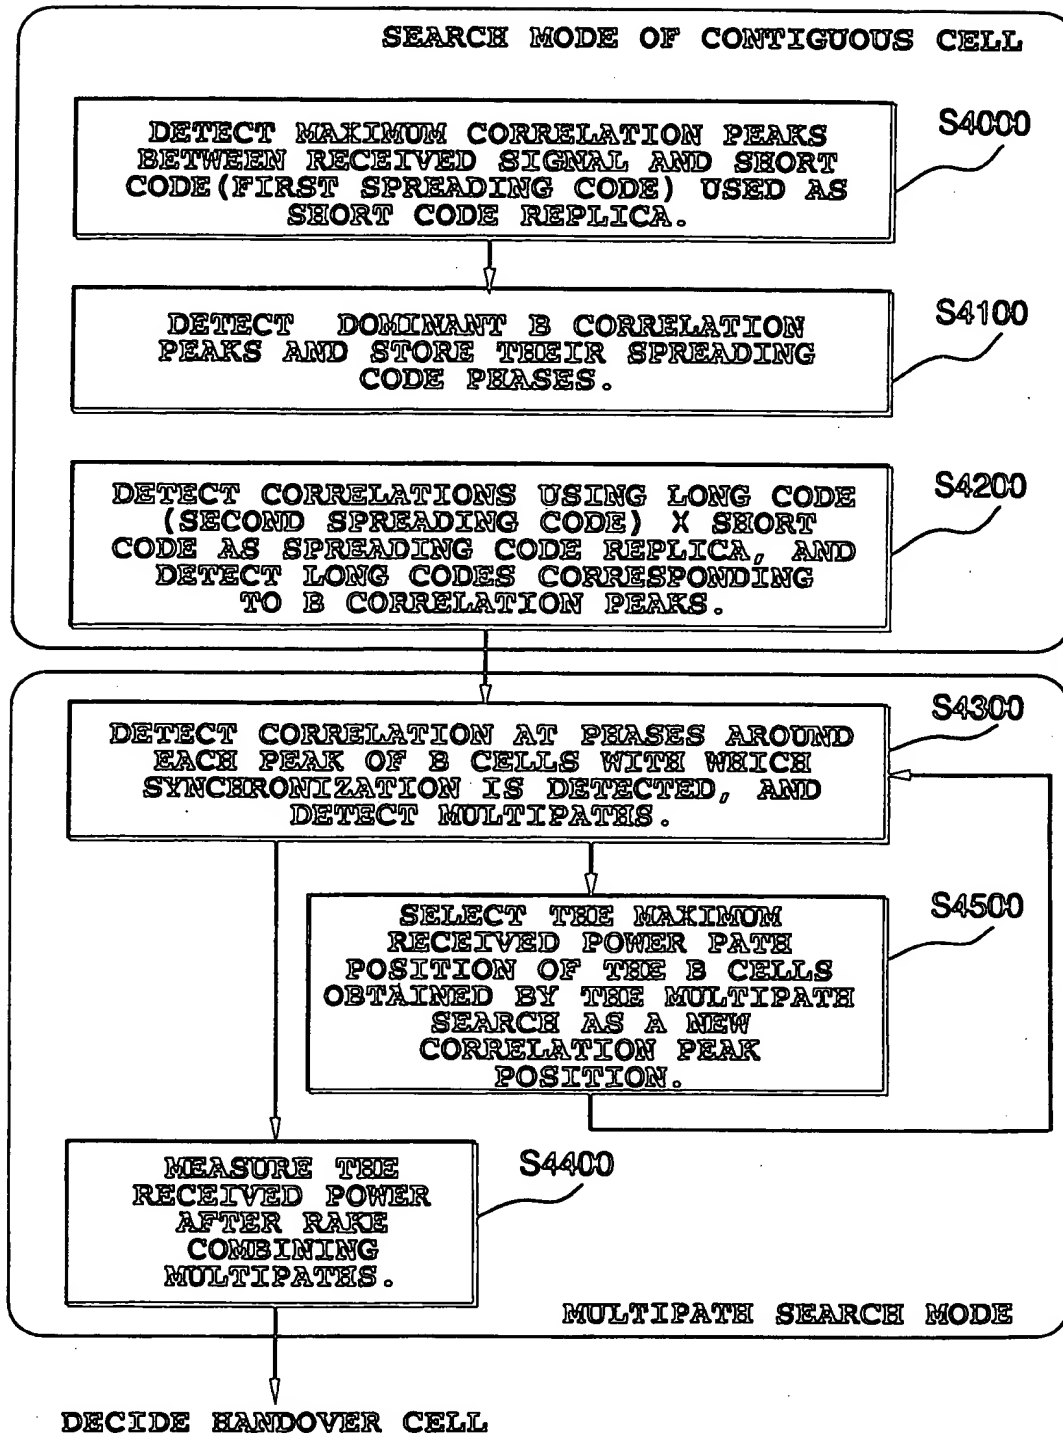 SEARCH MODE OF CONTIGUOUS CELL
S4000
DETECT MAXIMUM CORRELATION PEAKS
BETWEEN RECEIVED SIGNAL AND SHORT
CODE(FIRST SPREADING CODE) USED AS
SHORT CODE REPLICA.
S4100
DETECT DOMINANT B CORRELATION
PEAKS AND STORE THEIR SPREADING
CODE PHASES.
S4200
DETECT CORRELATIONS USING LONG CODE
(SECOND SPREADING CODE) X SHORT
CODE AS SPREADING CODE REPLICA, AND
DETECT LONG CODES CORRESPONDING
TO B CORRELATION PEAKS.
S4300
DETECT CORRELATION AT PHASES AROUND
EACH PEAK OF B CELLS WITH WHICH
SYNCHRONIZATION IS DETECTED, AND
DETECT MULTIPATHS.
S4500
SELECT THE MAXIMUM
RECEIVED POWER PATH
POSITION OF THE B CELLS
OBTAINED BY THE MULTIPATH
SEARCH AS A NEW
CORRELATION PEAK
POSITION.
S4400
MEASURE THE
RECEIVED POWER
AFTER RAKE
COMBINING
MULTIPATHS.
MULTIPATH SEARCH MODE
DECIDE HANDOVER CELL